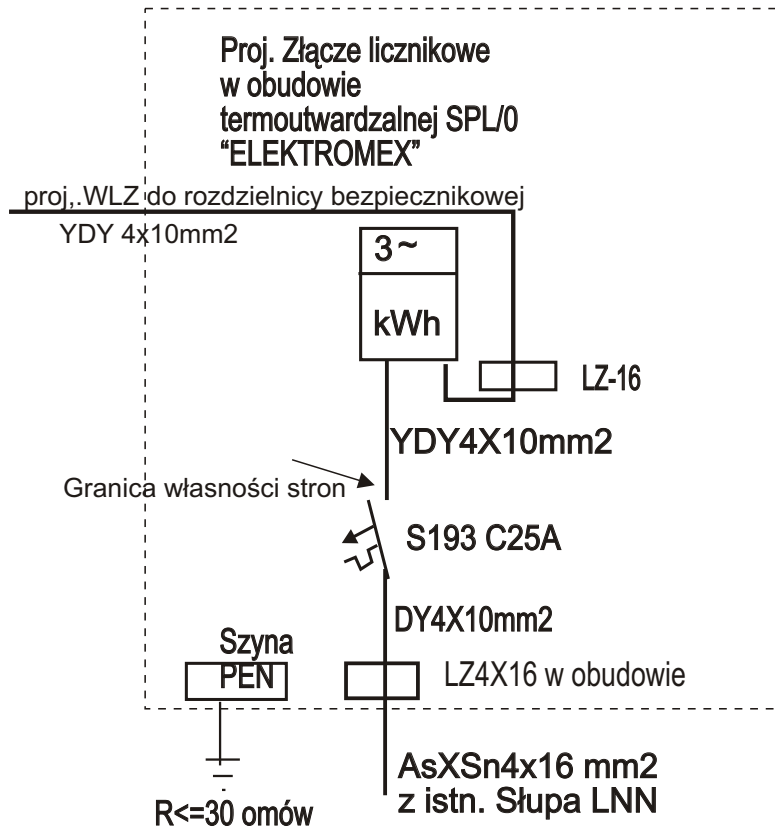 Proj. Złącze licznikowe
w obudowie
termoutwardzalnej SPL/0
“ELEKTROMEX”
proj,.WLZ do rozdzielnicy bezpiecznikowej
YDY 4x10mm2
3~
kWh
LZ-16
YDY4X10mm2
Granica własności stron
S193 C25A
DY4X10mm2
Szyna
PEN
LZ4X16 w obudowie
AsXSn4x16 mm2
z istn. Słupa LNN
R<=30 omów